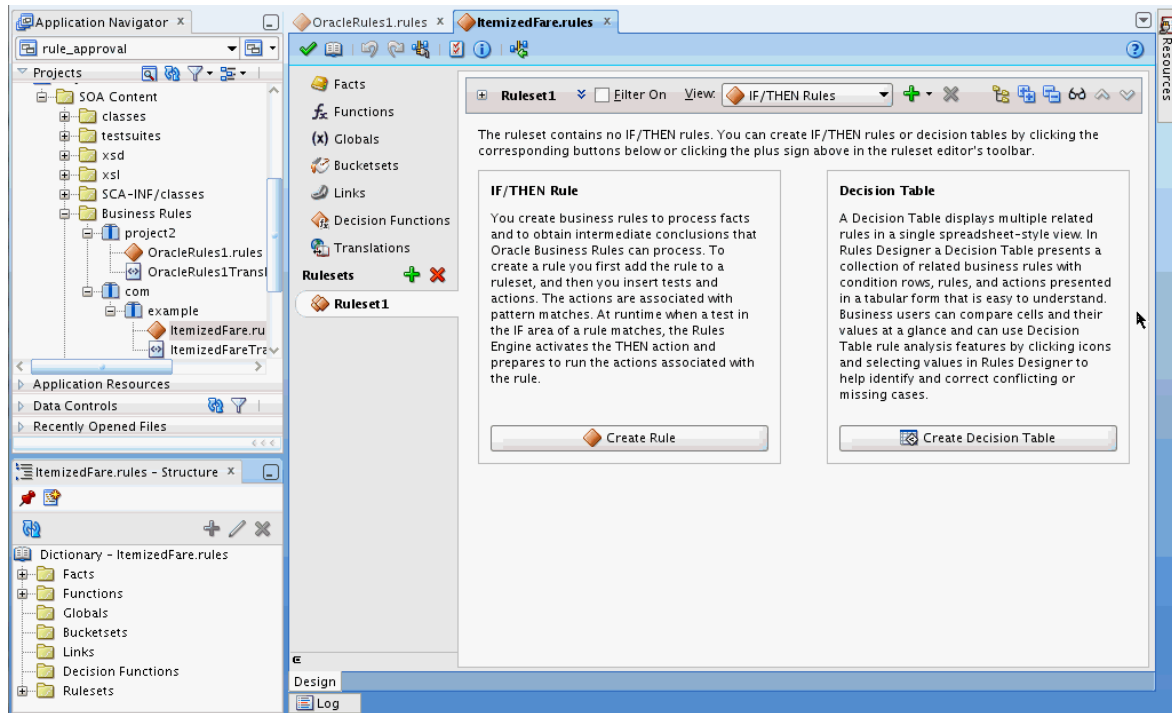 Application Navigator
rule_approval
Projects
SOA Content
classes
testsuites
xsd
xsl
SCA-INF/classes
Business Rules
project2
OracleRules1.rules
OracleRules1Transl
com
example
ItemizedFare.ru
ItemizedFareTra
Application Resources
Data Controls
Recently Opened Files
ItemizedFare.rules - Structure
Dictionary - ItemizedFare.rules
Facts
Functions
Globals
Bucketsets
Links
Decision Functions
Rulesets
OracleRules1.rules
ItemizedFare.rules
Facts
Functions
(x) Globals
Bucketsets
Links
Decision Functions
Translations
Rulesets
Ruleset1
Ruleset1 Filter On View: IF/THEN Rules
The ruleset contains no IF/THEN rules. You can create IF/THEN rules or decision tables by clicking the
corresponding buttons below or clicking the plus sign above in the ruleset editor's toolbar.
IF/THEN Rule
You create business rules to process facts
and to obtain intermediate conclusions that
Oracle Business Rules can process. To
create a rule you first add the rule to a
ruleset, and then you insert tests and
actions. The actions are associated with
pattern matches. At runtime when a test in
the IF area of a rule matches, the Rules
Engine activates the THEN action and
prepares to run the actions associated with
the rule.
Create Rule
Decision Table
A Decision Table displays multiple related
rules in a single spreadsheet-style view. In
Rules Designer a Decision Table presents a
collection of related business rules with
condition rows, rules, and actions presented
in a tabular form that is easy to understand.
Business users can compare cells and their
values at a glance and can use Decision
Table rule analysis features by clicking icons
and selecting values in Rules Designer to
help identify and correct conflicting or
missing cases.
Create Decision Table
Design
Log
Resources